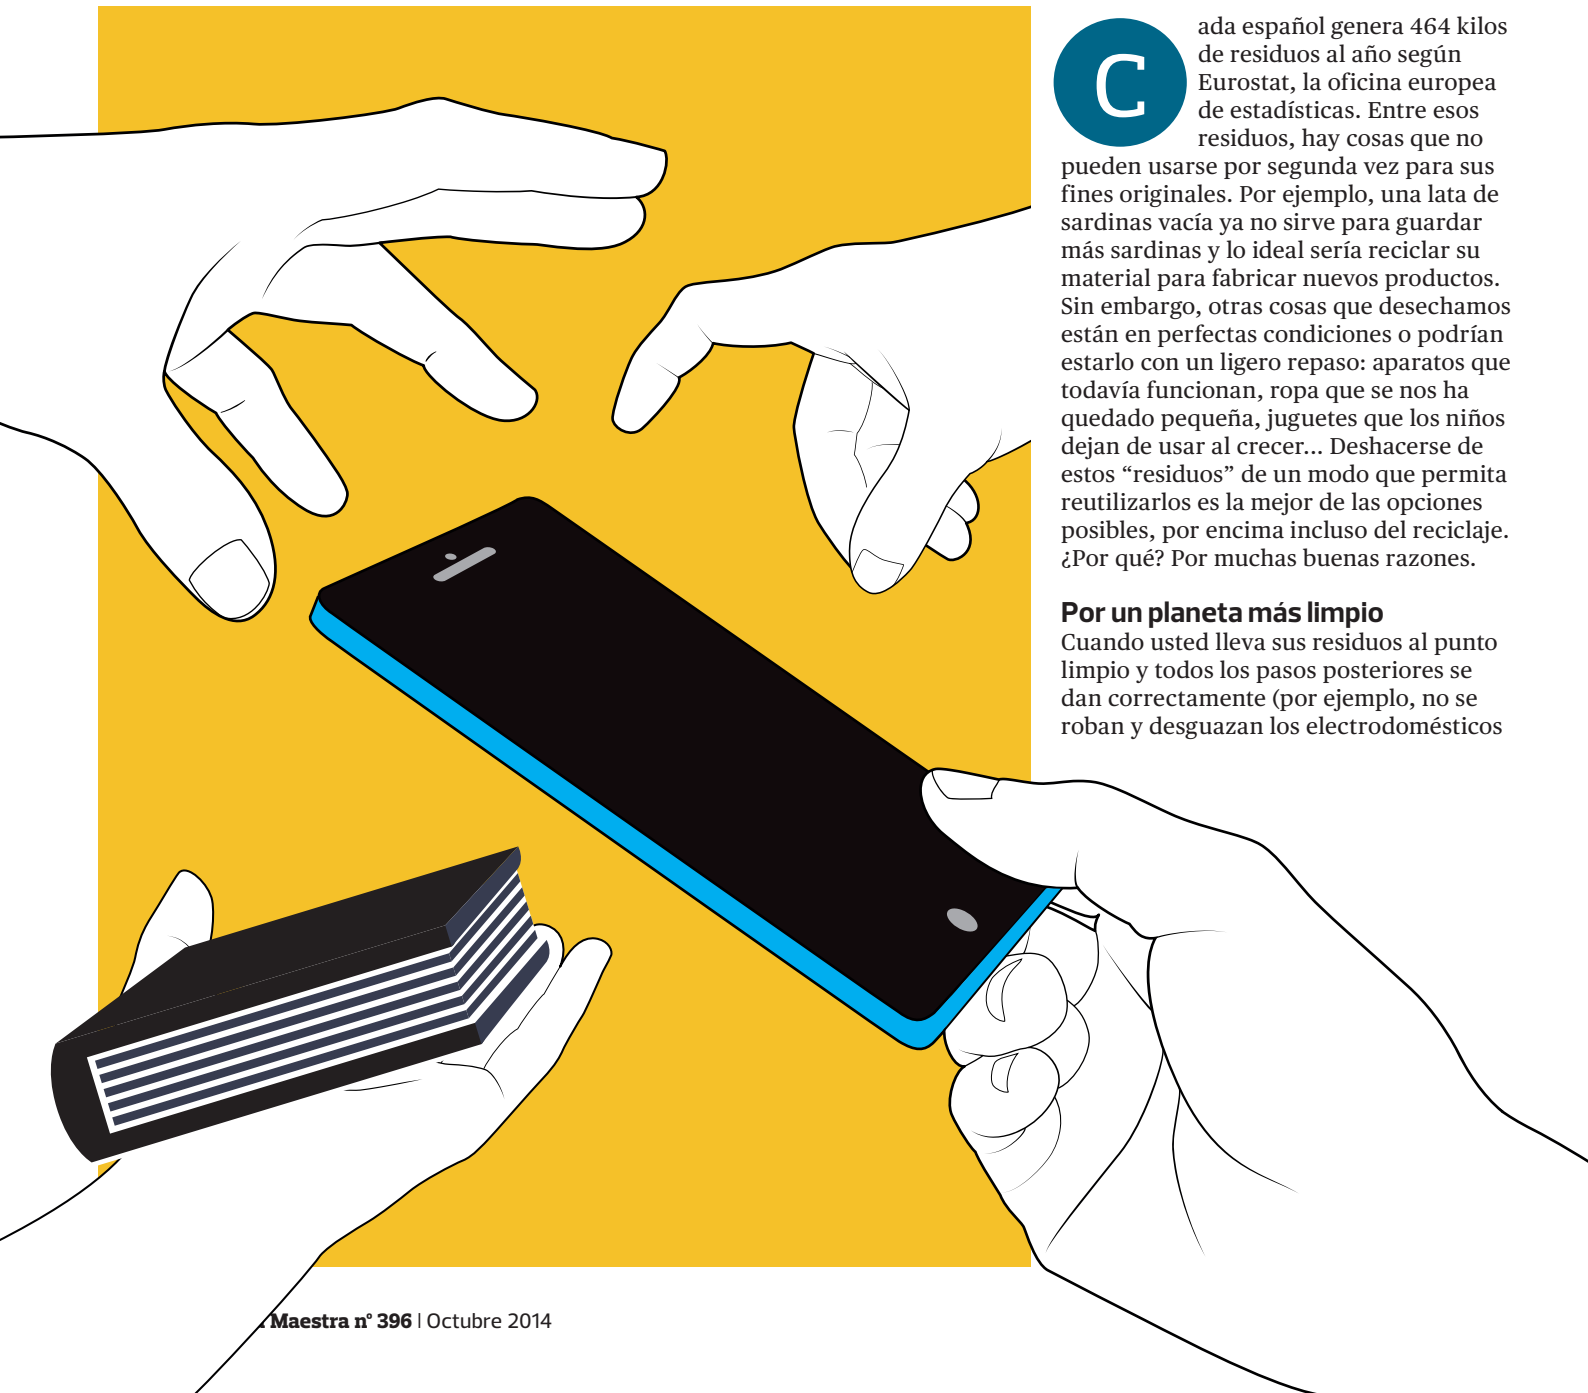 Cada español genera 464 kilos
de residuos al año según
Eurostat, la oficina europea
de estadísticas. Entre esos
residuos, hay cosas que no
pueden usarse por segunda vez para sus
fines originales. Por ejemplo, una lata de
sardinas vacía ya no sirve para guardar
más sardinas y lo ideal sería reciclar su
material para fabricar nuevos productos.
Sin embargo, otras cosas que desechamos
están en perfectas condiciones o podrían
estarlo con un ligero repaso: aparatos que
todavía funcionan, ropa que se nos ha
quedado pequeña, juguetes que los niños
dejan de usar al crecer... Deshacerse de
estos “residuos” de un modo que permita
reutilizarlos es la mejor de las opciones
posibles, por encima incluso del reciclaje.
¿Por qué? Por muchas buenas razones.
Por un planeta más limpio
Cuando usted lleva sus residuos al punto
limpio y todos los pasos posteriores se
dan correctamente (por ejemplo, no se
roban y desguazan los electrodomésticos
Maestra nº 396 | Octubre 2014